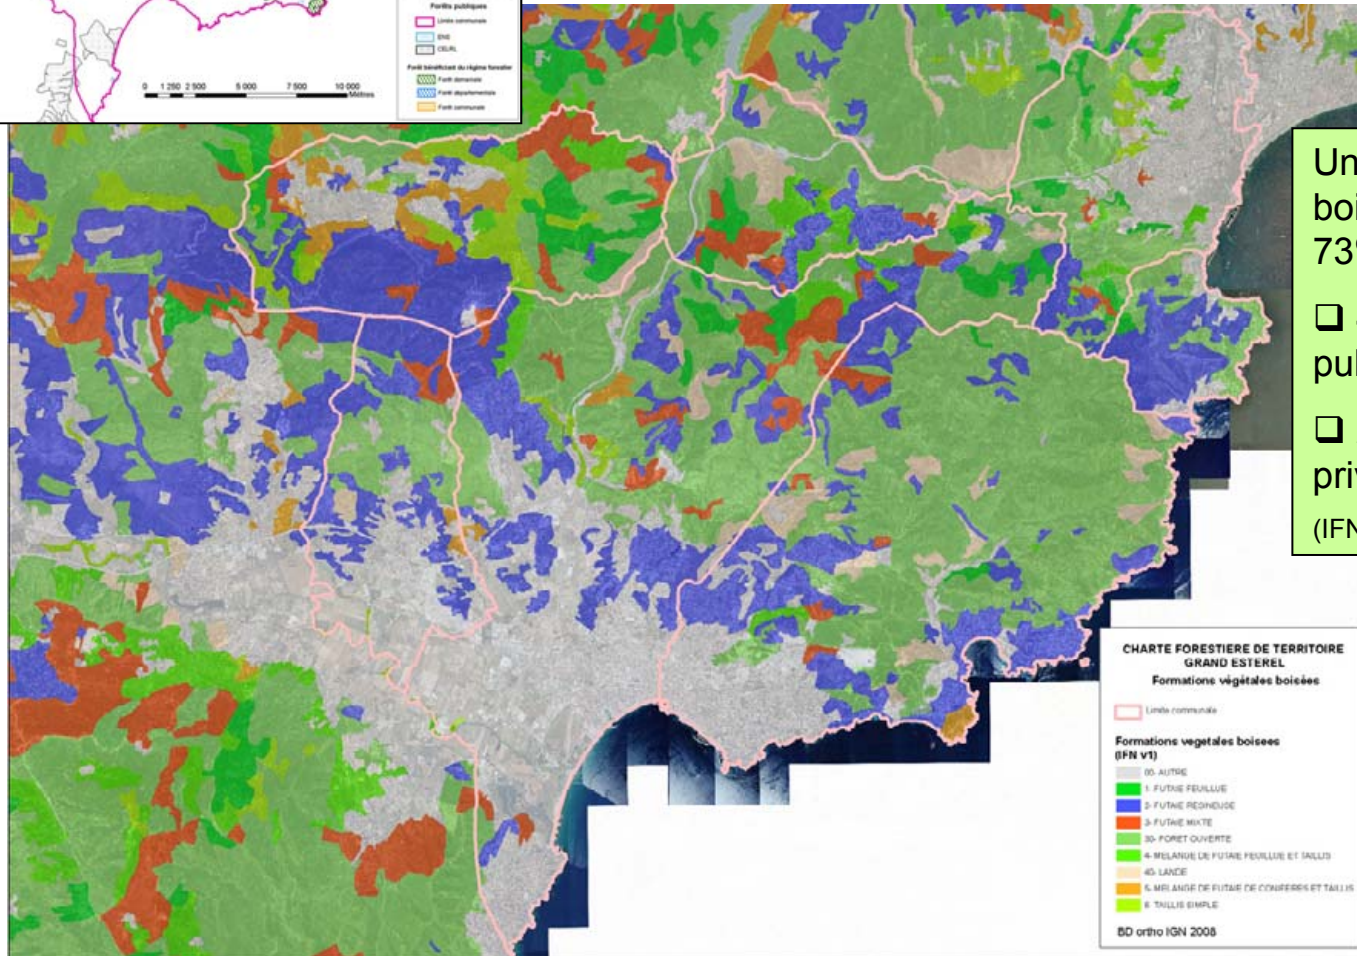 Forêts publiques
Limite communale
ENS
CELRL
Forêt bénéficiant du régime forestier
Forêt domaniale
Forêt départementale
Forêt communale
0 1 250 2 500 5 000 7 500 10 000
Mètres
Un
boi
73
pul
priv
(IFN
CHARTE FORESTIERE DE TERRITOIRE
GRAND ESTEREL
Formations végétales boisées
Limite communale
Formations vegetales boisees
(IFN v1)
00- AUTRE
1- FUTAIE FEUILLUE
2- FUTAIE RESINEUSE
3- FUTAIE MIXTE
30- FORET OUVERTE
4- MELANGE DE FUTAIE FEUILLUE ET TAILLIS
40- LANDE
5- MELANGE DE FUTAIE DE CONIFERES ET TAILLIS
6- TAILLIS SIMPLE
BD ortho IGN 2008